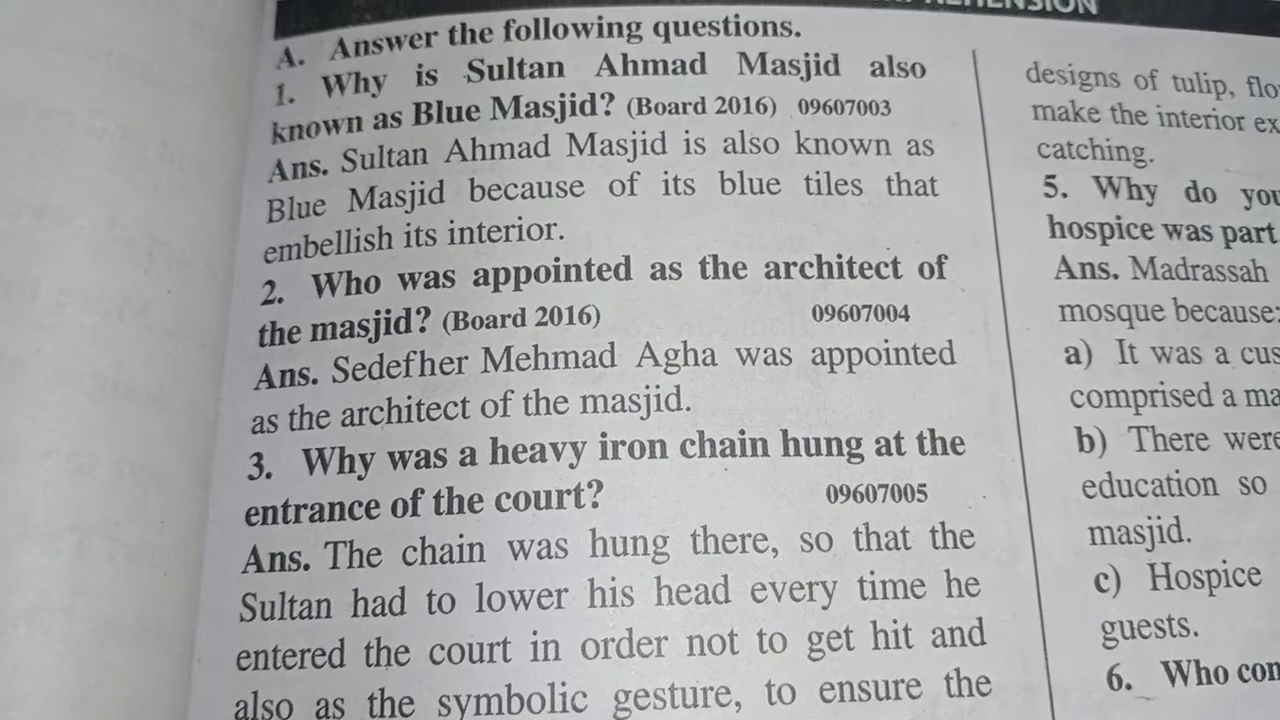 A. Answer the following questions.
1. Why is Sultan Ahmad Masjid also
known as Blue Masjid? (Board 2016) 09607003
Ans. Sultan Ahmad Masjid is also known as
Blue Masjid because of its blue tiles that
embellish its interior.
2. Who was appointed as the architect of
the masjid? (Board 2016) 09607004
Ans. Sedefher Mehmad Agha was appointed
as the architect of the masjid.
3. Why was a heavy iron chain hung at the
entrance of the court? 09607005
Ans. The chain was hung there, so that the
Sultan had to lower his head every time he
entered the court in order not to get hit and
also as the symbolic gesture, to ensure the
designs of tulip,
make the interior
catching.
5. Why do
hospice was part
Ans. Madrassah
mosque because:
a) It was a
comprised a
b) There were
education so
masjid.
c) Hospice
guests.
6. Who